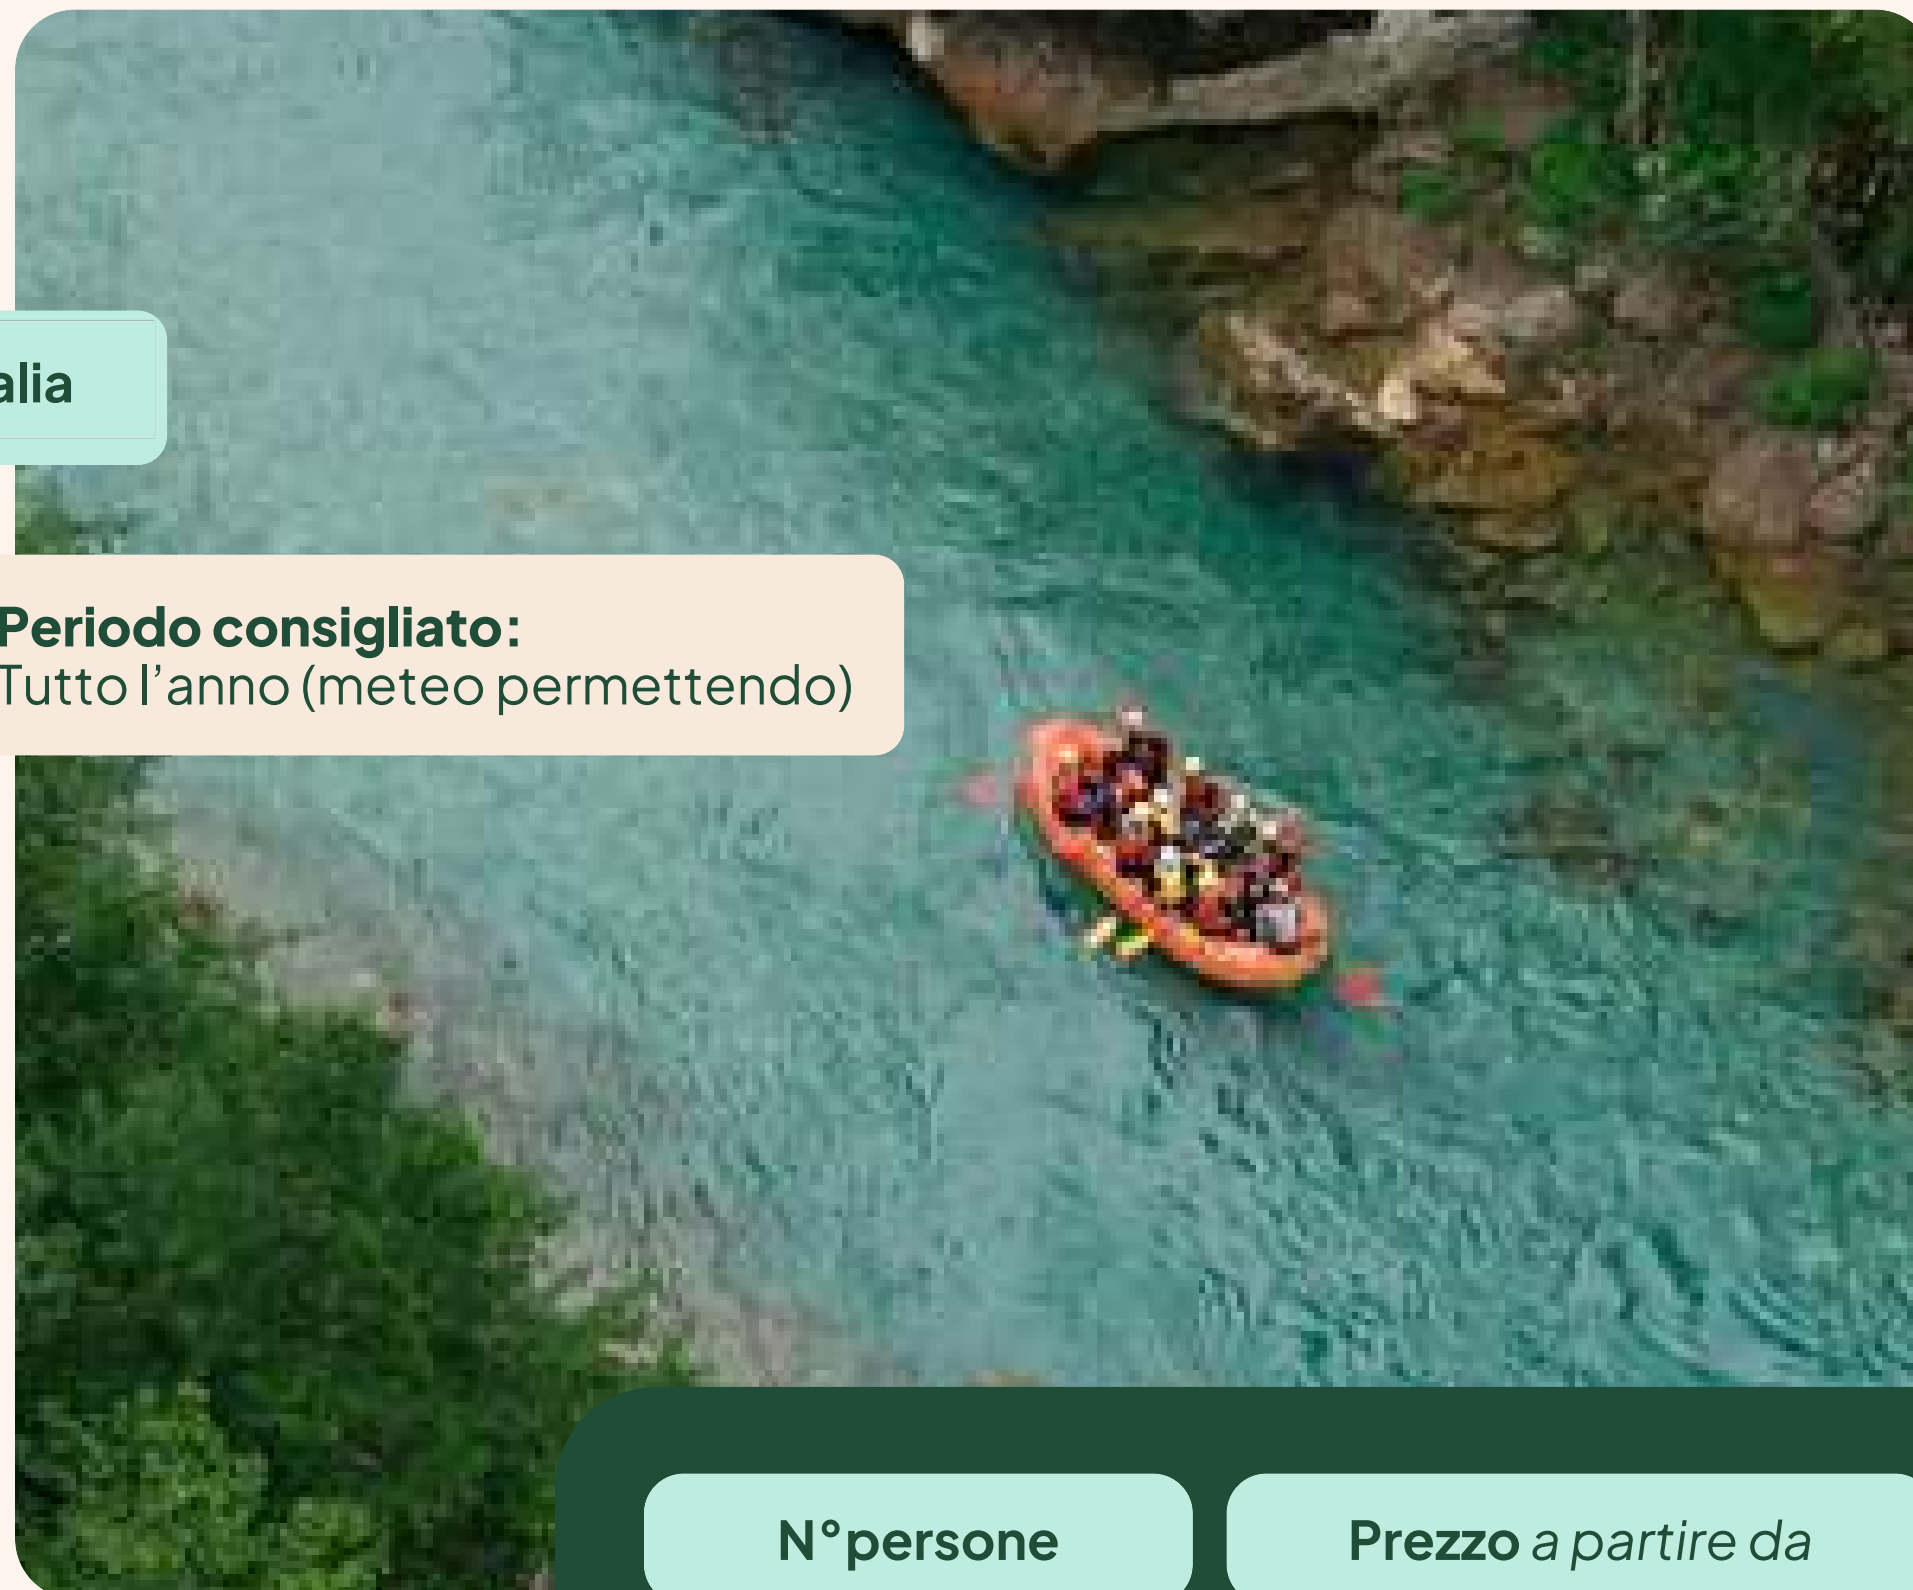 alia
Periodo consigliato:
Tutto l’anno (meteo permettendo)
N°persone
Prezzo a partire da